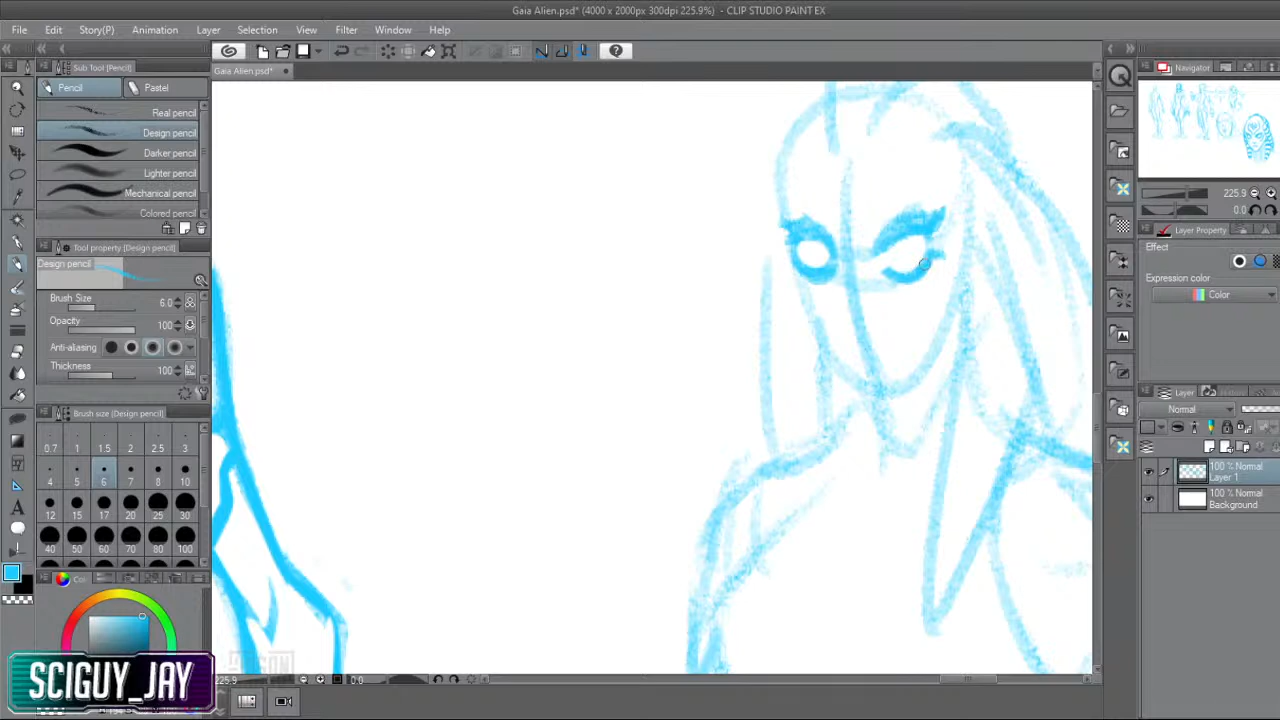 Gaia Alien.psd* (4000 x 2000px 300dpi 225.9%) - CLIP STUDIO PAINT EX
File Edit Story(P) Animation Layer Selection View Filter Window Help
Sub Tool [Pencil]
Gaia Alien.psd*
Navigator
Pencil Pastel
Real pencil
Design pencil
Darker pencil
Lighter pencil
Mechanical pencil
Colored pencil
Tool property [Design pencil]
Design pencil
Brush Size 6.0
Opacity 100
Anti-aliasing
Thickness 100
Brush size [Design pencil]
0.7 1 1.5 2 2.5 3
4 5 6 7 8 10
12 15 17 20 25 30
40 50 60 70 80 100
225.9
0.0
Layer Property
Effect
Expression color
Color
Layer
Normal
100 % Normal
Layer 1
100 % Normal
Background
225.9 0.0
SCIGUY_JAY